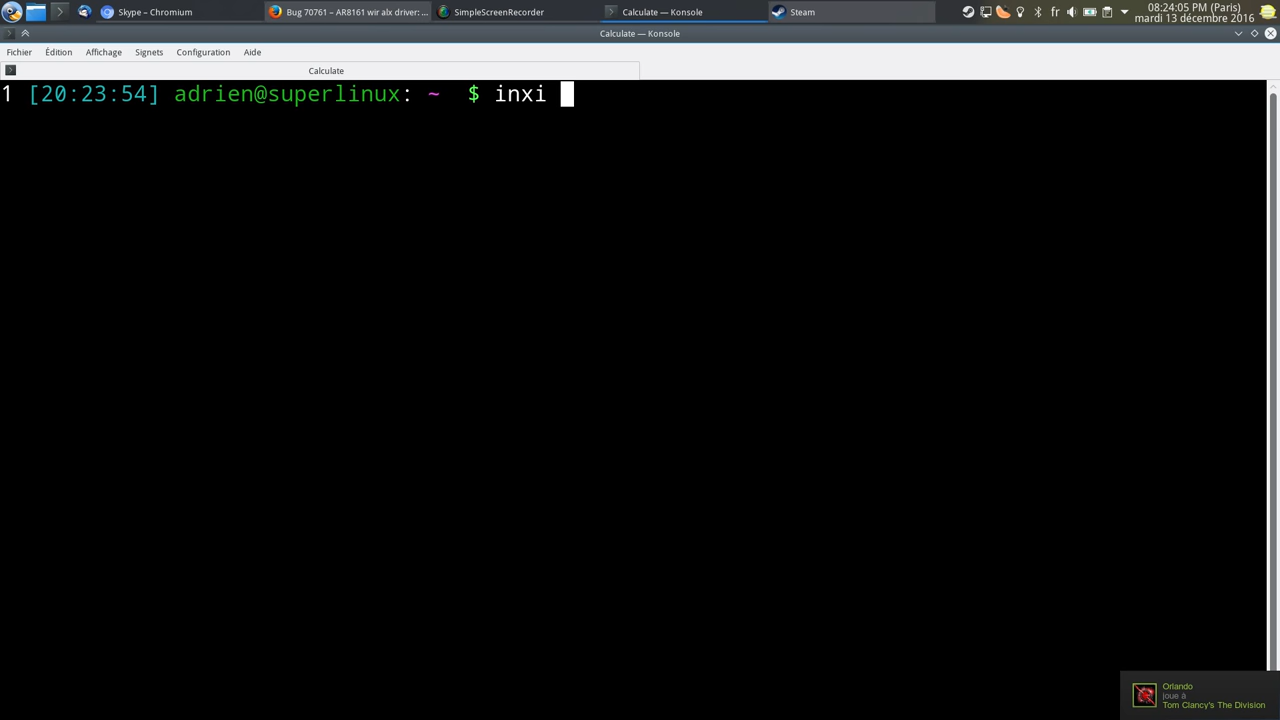 Skype – Chromium
Bug 70761 – AR8161 wir alx driver: ...
SimpleScreenRecorder
Calculate — Konsole
Steam
fr
08:24:05 PM (Paris)
mardi 13 décembre 2016
Calculate — Konsole
Fichier Édition Affichage Signets Configuration Aide
Calculate
1 [20:23:54] adrien@superlinux: ~ $ inxi
Orlando
joue à
Tom Clancy's The Division